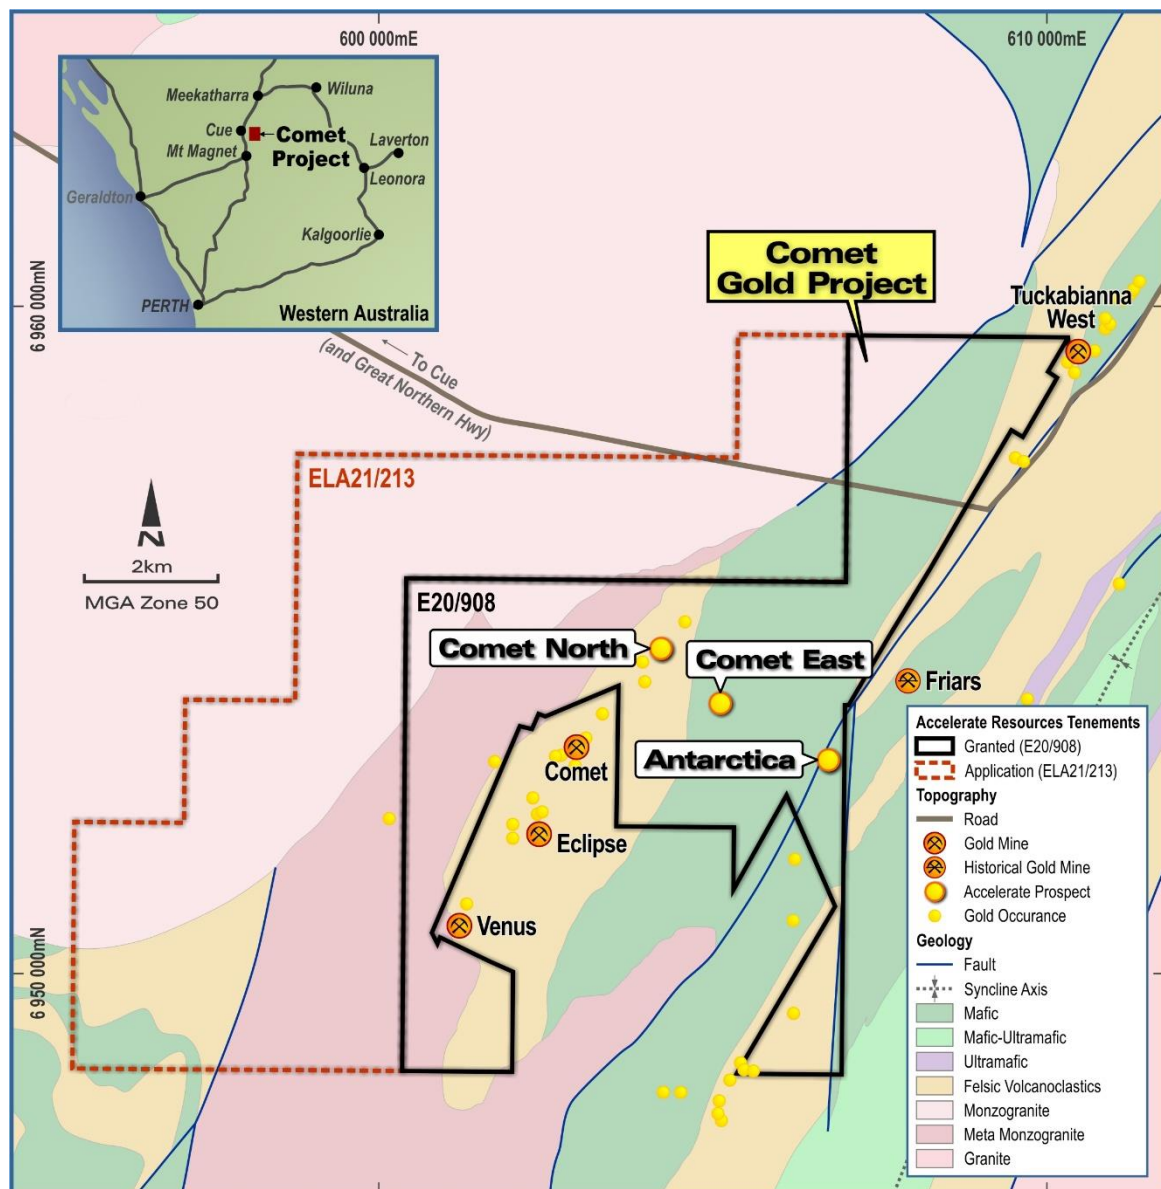 600 000mE
610 000mE
Meekatharra
Wiluna
Cue
Comet
Project
Laverton
Mt Magnet
Leonora
Geraldton
Kalgoorlie
PERTH
Western Australia
6 960 000mN
Comet
Gold Project
Tuckabianna
West
To Cue
(and Great Northern Hwy)
ELA21/213
N
2km
MGA Zone 50
E20/908
Comet North
Comet East
Friars
Antarctica
Comet
Eclipse
Venus
6 950 000mN
Accelerate Resources Tenements
Granted (E20/908)
Application (ELA21/213)
Topography
Road
Gold Mine
Historical Gold Mine
Accelerate Prospect
Gold Occurance
Geology
Fault
Syncline Axis
Mafic
Mafic-Ultramafic
Ultramafic
Felsic Volcanoclastics
Monzogranite
Meta Monzogranite
Granite